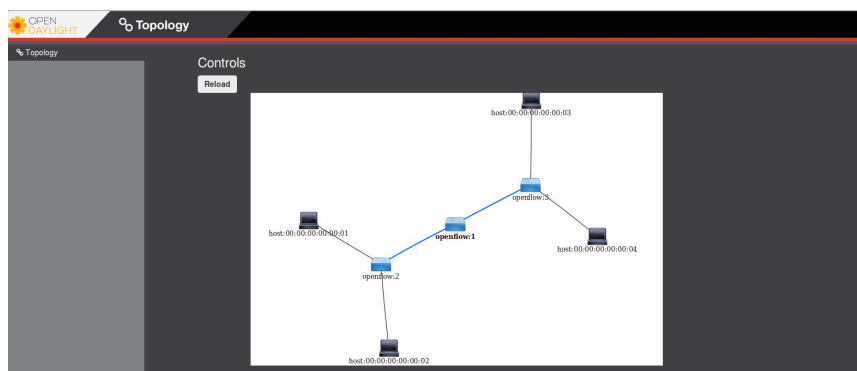 OPEN
DAYLIGHT
Topology
Topology
Controls
Reload
host:00:00:00:00:00:03
openflow:3
host:00:00:00:00:00:01
openflow:1
host:00:00:00:00:00:04
openflow:2
host:00:00:00:00:00:02